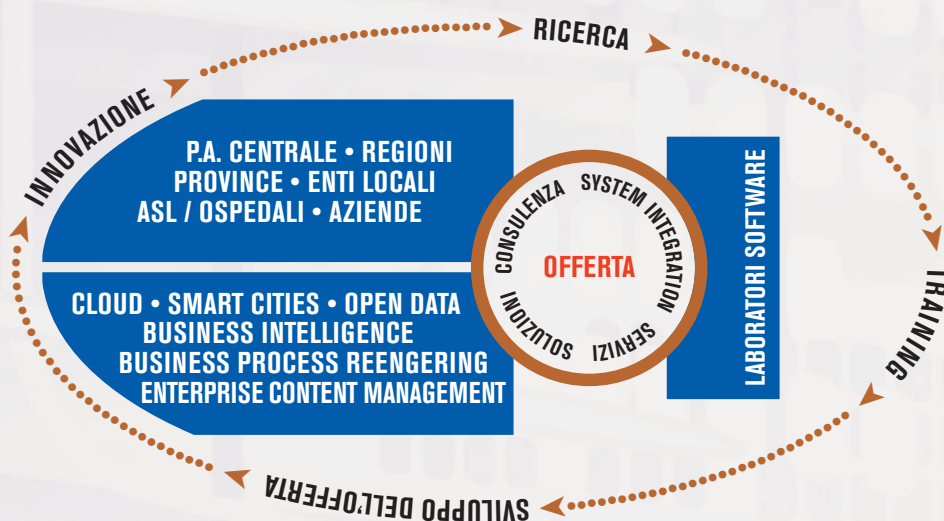 RICERCA
INNOVAZIONE
P.A. CENTRALE • REGIONI
PROVINCE • ENTI LOCALI
ASL / OSPEDALI • AZIENDE
CLOUD • SMART CITIES • OPEN DATA
BUSINESS INTELLIGENCE
BUSINESS PROCESS REENGERING
ENTERPRISE CONTENT MANAGEMENT
CONSULENZA
SYSTEM INTEGRATION
OFFERTA
SERVIZI
SOLUZIONI
LABORATORI SOFTWARE
TRAINING
SVILUPPO DELL'OFFERTA